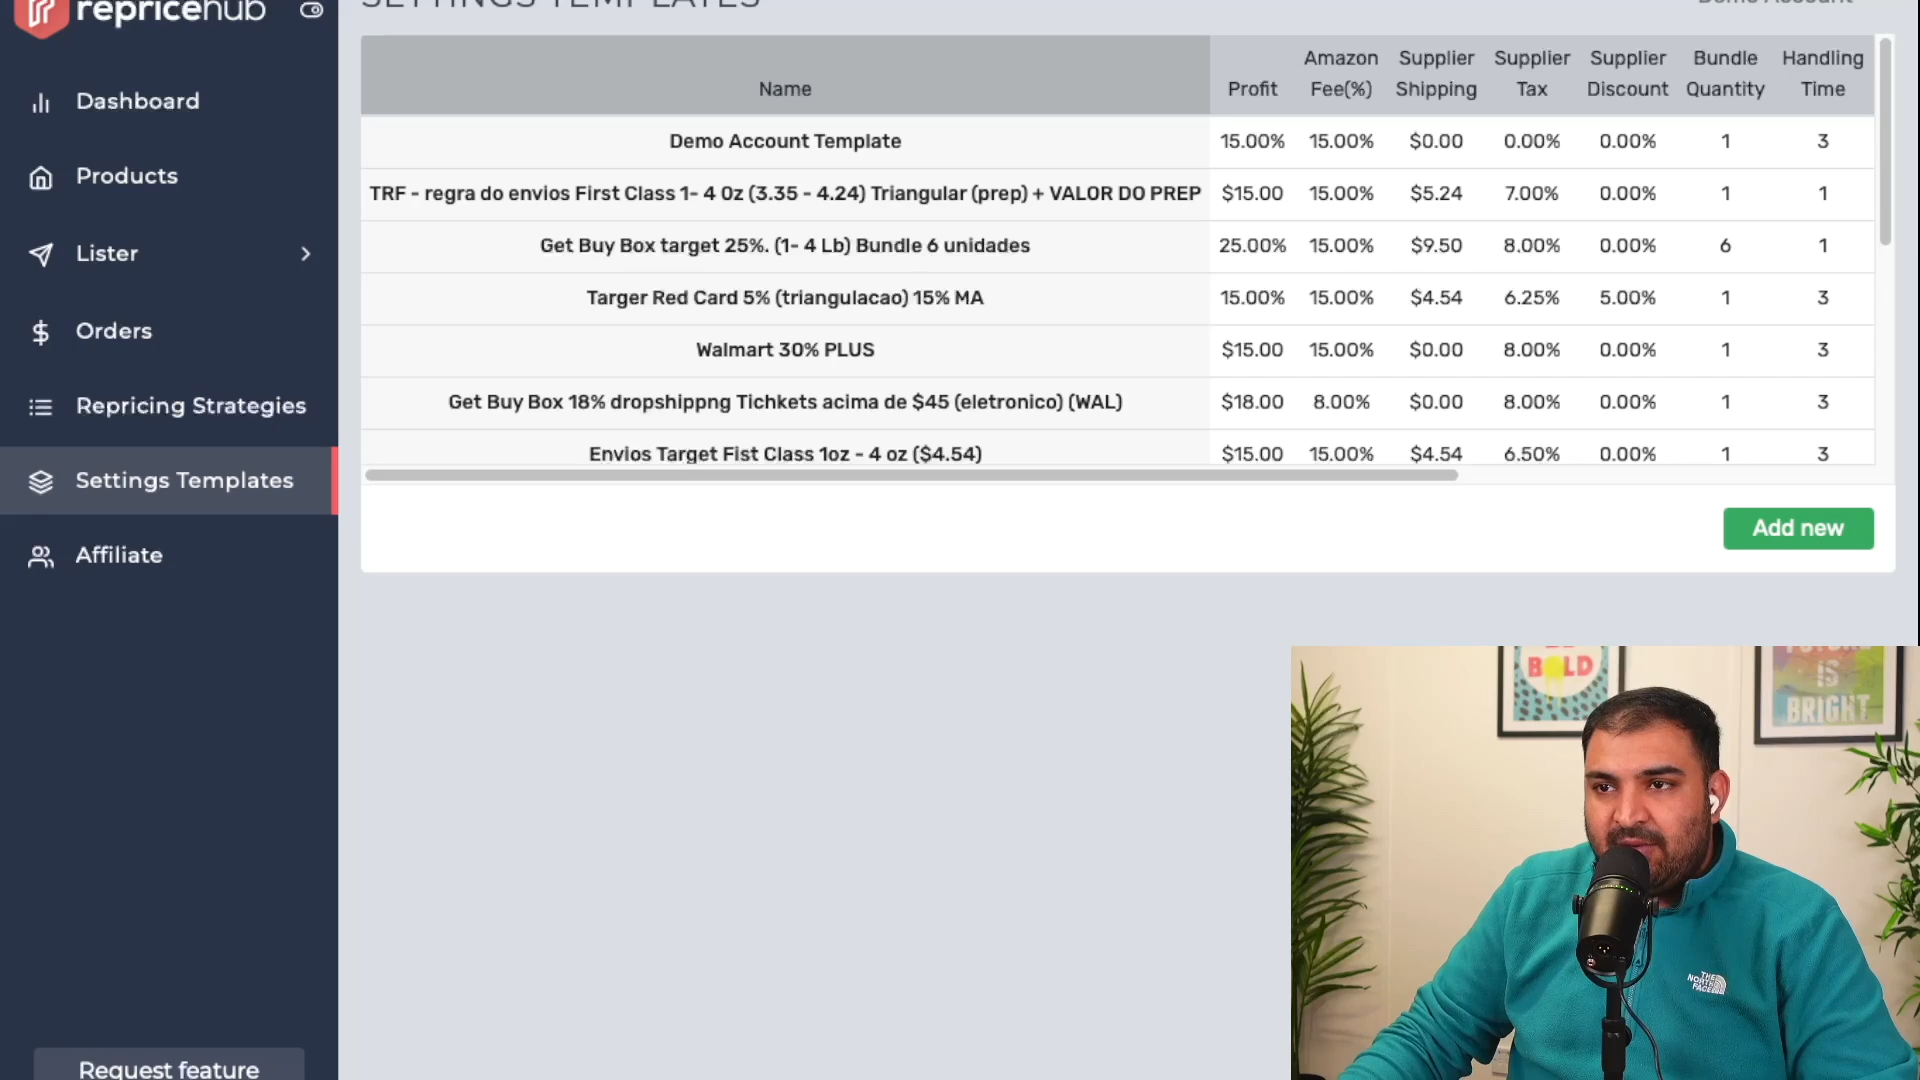 repricehub
SETTINGS TEMPLATES
Demo Account
Dashboard
Products
Lister
Orders
Repricing Strategies
Settings Templates
Affiliate
Request feature
Name Profit Amazon Fee(%) Supplier Shipping Supplier Tax Supplier Discount Bundle Quantity Handling Time
Demo Account Template 15.00% 15.00% $0.00 0.00% 0.00% 1 3
TRF - regra do envios First Class 1- 4 Oz (3.35 - 4.24) Triangular (prep) + VALOR DO PREP $15.00 15.00% $5.24 7.00% 0.00% 1 1
Get Buy Box target 25%. (1- 4 Lb) Bundle 6 unidades 25.00% 15.00% $9.50 8.00% 0.00% 6 1
Targer Red Card 5% (triangulacao) 15% MA 15.00% 15.00% $4.54 6.25% 5.00% 1 3
Walmart 30% PLUS $15.00 15.00% $0.00 8.00% 0.00% 1 3
Get Buy Box 18% dropshippng Tichkets acima de $45 (eletronico) (WAL) $18.00 8.00% $0.00 8.00% 0.00% 1 3
Envios Target Fist Class 1oz - 4 oz ($4.54) $15.00 15.00% $4.54 6.50% 0.00% 1 3
Add new
BOLD
IS
BRIGHT
THE
NORTH
FACE